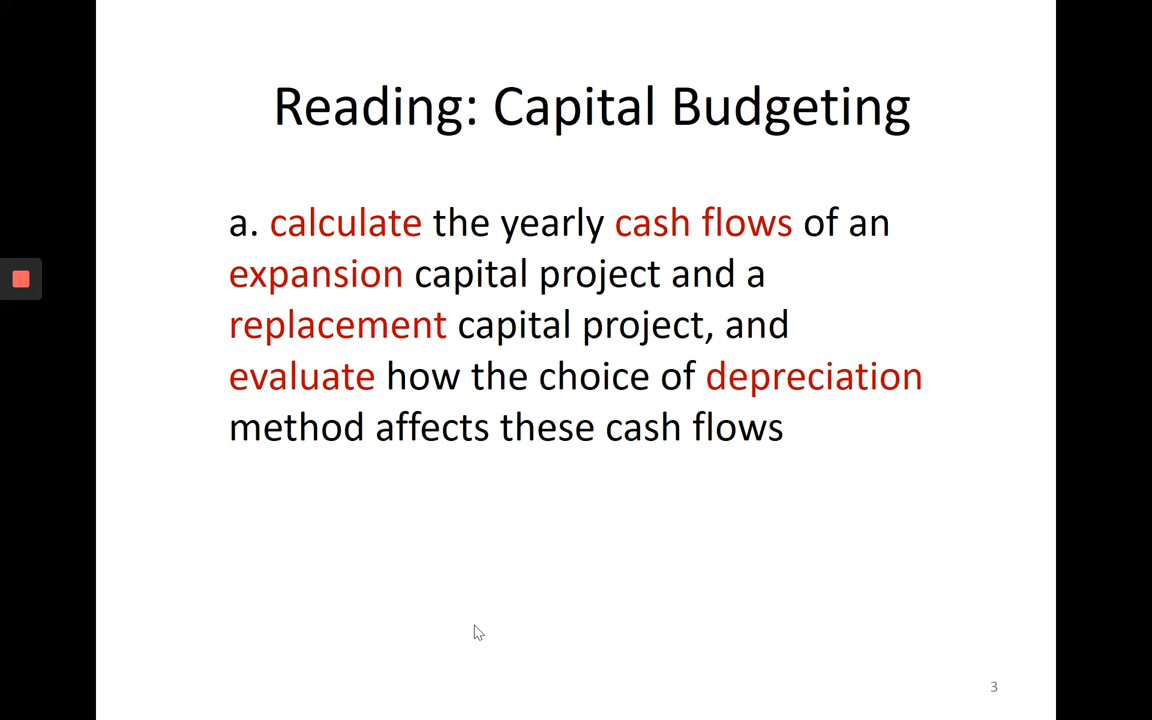 Reading: Capital Budgeting
a. calculate the yearly cash flows of an
expansion capital project and a
replacement capital project, and
evaluate how the choice of depreciation
method affects these cash flows
3